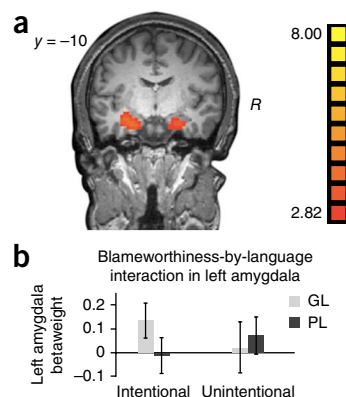 a
y = –10
R
8.00
2.82
b
Blameworthiness-by-language
interaction in left amygdala
Left amygdala
betaweight
0.2
0.1
0
–0.1
GL
PL
Intentional
Unintentional